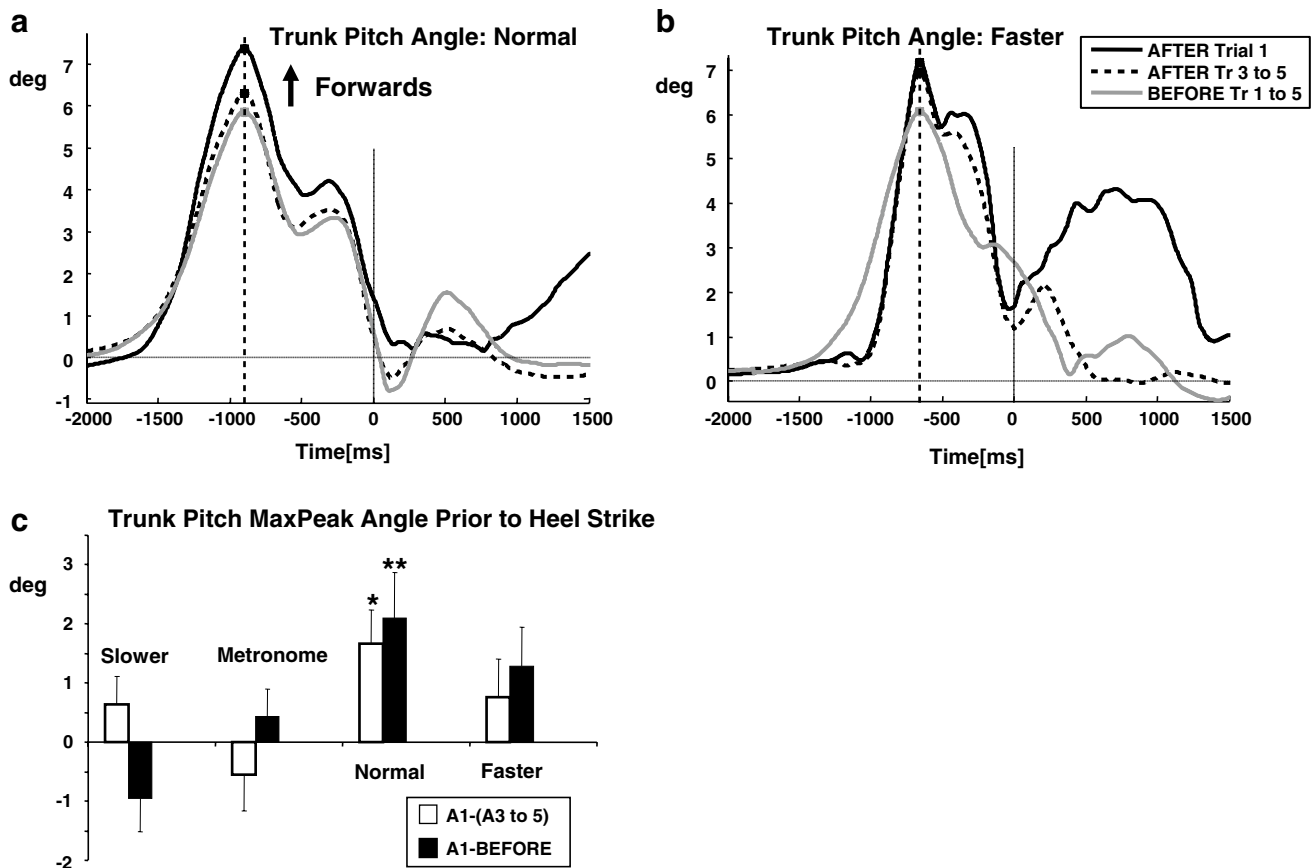 a
Trunk Pitch Angle: Normal
deg
Forwards
7
6
5
4
3
2
1
0
-1
-2000 -1500 -1000 -500 0 500 1000 1500
Time[ms]
b
Trunk Pitch Angle: Faster
deg
AFTER Trial 1
AFTER Tr 3 to 5
BEFORE Tr 1 to 5
7
6
5
4
3
2
1
0
-2000 -1500 -1000 -500 0 500 1000 1500
Time[ms]
c
Trunk Pitch MaxPeak Angle Prior to Heel Strike
deg
3
2
1
0
-1
-2
Slower
Metronome
* **
Normal
Faster
A1-(A3 to 5)
A1-BEFORE